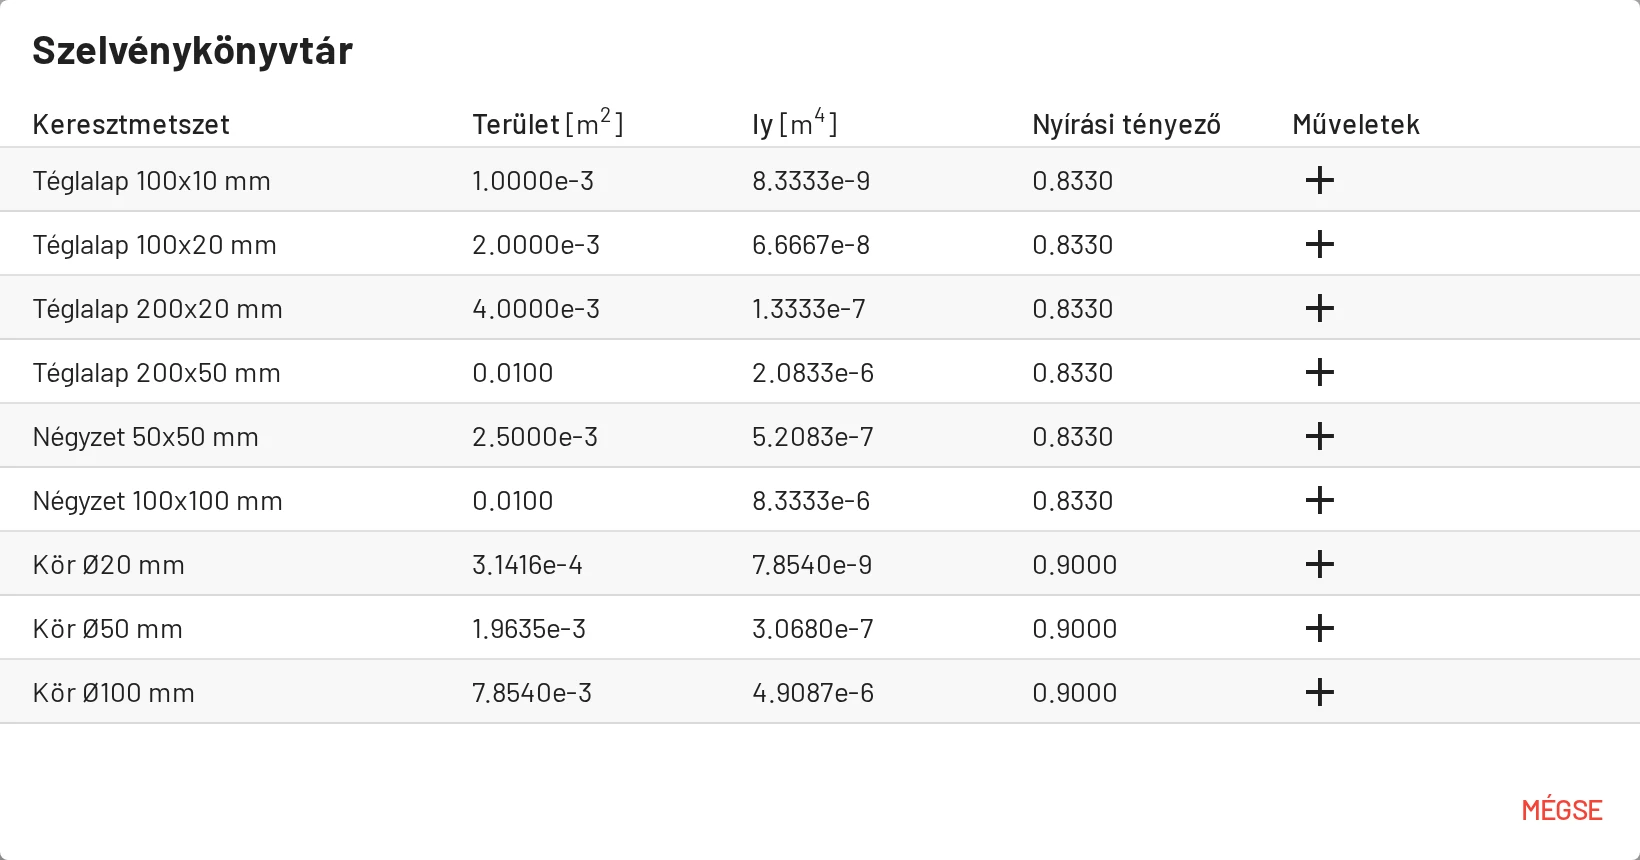 Szelvénykönyvtár
Keresztmetszet Terület [m²] Iy [m⁴] Nyírási tényező Műveletek
Téglalap 100x10 mm 1.0000e-3 8.3333e-9 0.8330
Téglalap 100x20 mm 2.0000e-3 6.6667e-8 0.8330
Téglalap 200x20 mm 4.0000e-3 1.3333e-7 0.8330
Téglalap 200x50 mm 0.0100 2.0833e-6 0.8330
Négyzet 50x50 mm 2.5000e-3 5.2083e-7 0.8330
Négyzet 100x100 mm 0.0100 8.3333e-6 0.8330
Kör Ø20 mm 3.1416e-4 7.8540e-9 0.9000
Kör Ø50 mm 1.9635e-3 3.0680e-7 0.9000
Kör Ø100 mm 7.8540e-3 4.9087e-6 0.9000
MÉGSE